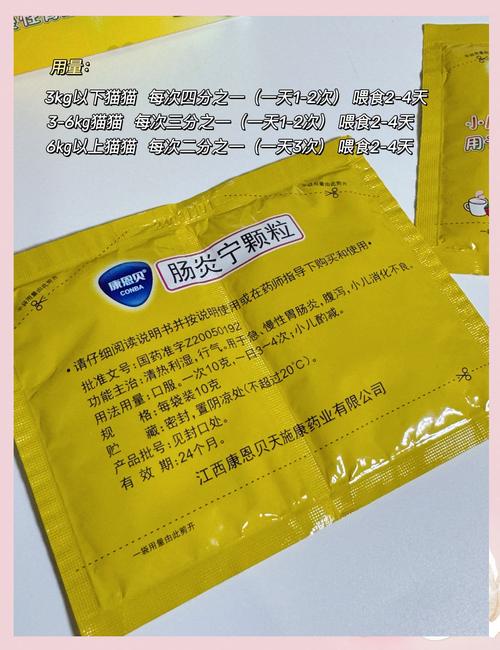 用量：
3kg以下猫猫 每次四分之一（一天1-2次） 喂食2-4天
3-6kg猫猫 每次三分之一（一天1-2次） 喂食2-4天
6kg以上猫猫 每次二分之一（一天3次） 喂食2-4天
康恩贝
CONBA
肠炎宁颗粒
·请仔细阅读说明书并按说明使用或在药师指导下购买和使用·
批准文号：国药准字Z20050192
功能主治：清热利湿，行气。用于急、慢性胃肠炎，腹泻，小儿消化不良。
用法用量：口服。一次10克，一日3~4次；小儿酌减。
规 格：每袋装10克
贮 藏：密封，置阴凉处（不超过20℃）。
产品批号：见封口处。
有 效 期：24个月。
江西康恩贝天施康药业有限公司
一袋用量由此剪开